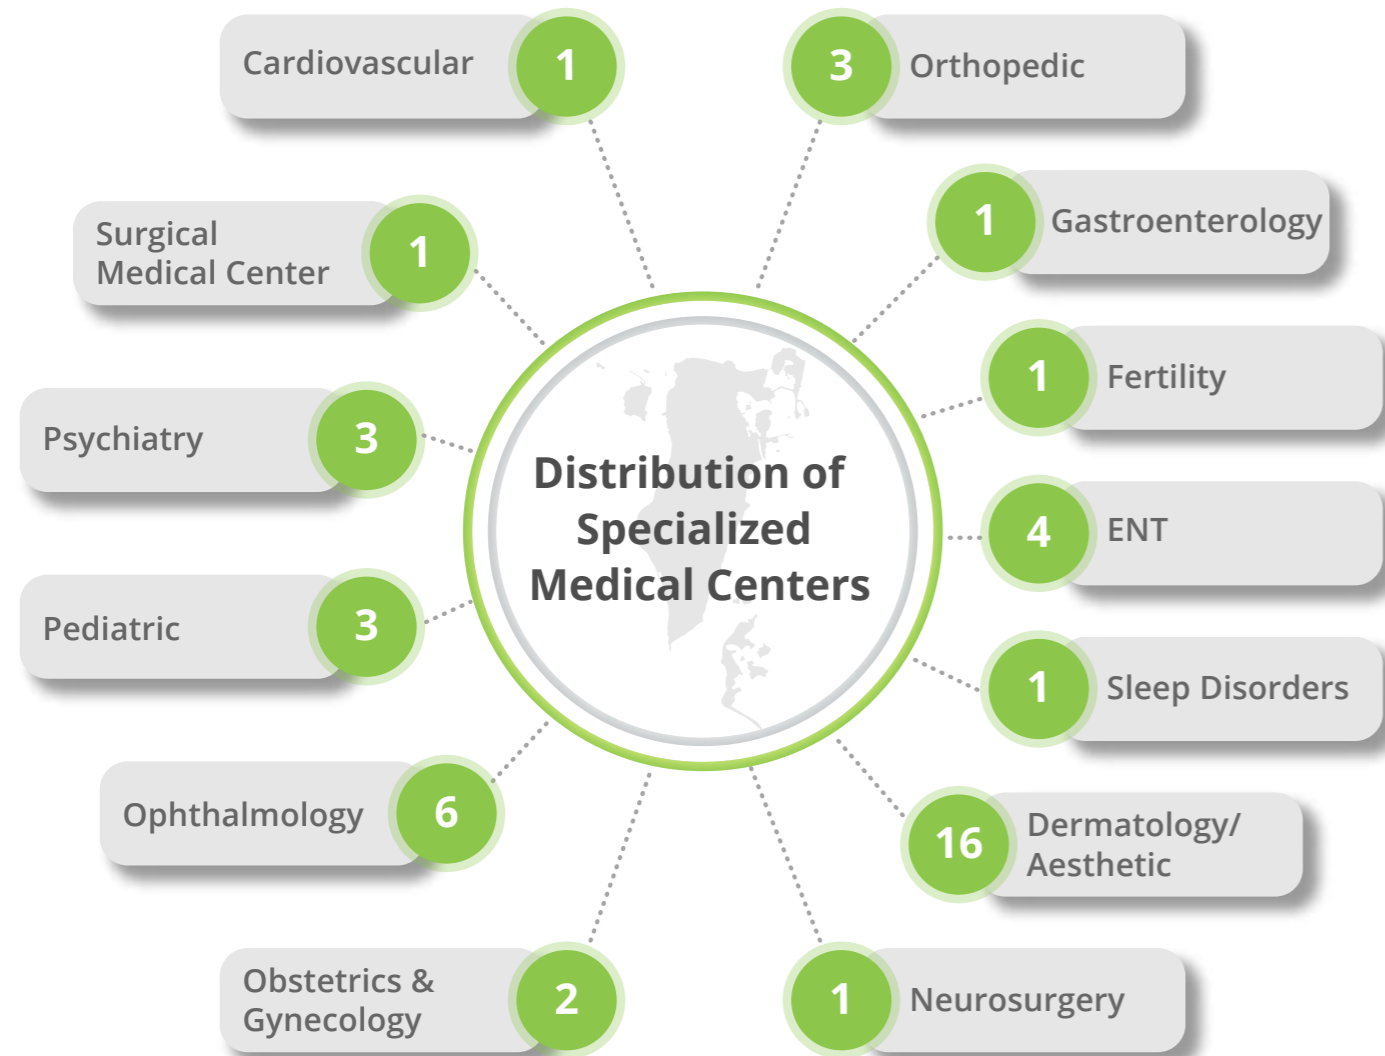 Cardiovascular
1
3
Orthopedic
Surgical
Medical Center
1
1
Gastroenterology
1
Fertility
Psychiatry
3
Distribution of
Specialized
Medical Centers
4
ENT
Pediatric
3
1
Sleep Disorders
Ophthalmology
6
16
Dermatology/
Aesthetic
Obstetrics &
Gynecology
2
1
Neurosurgery